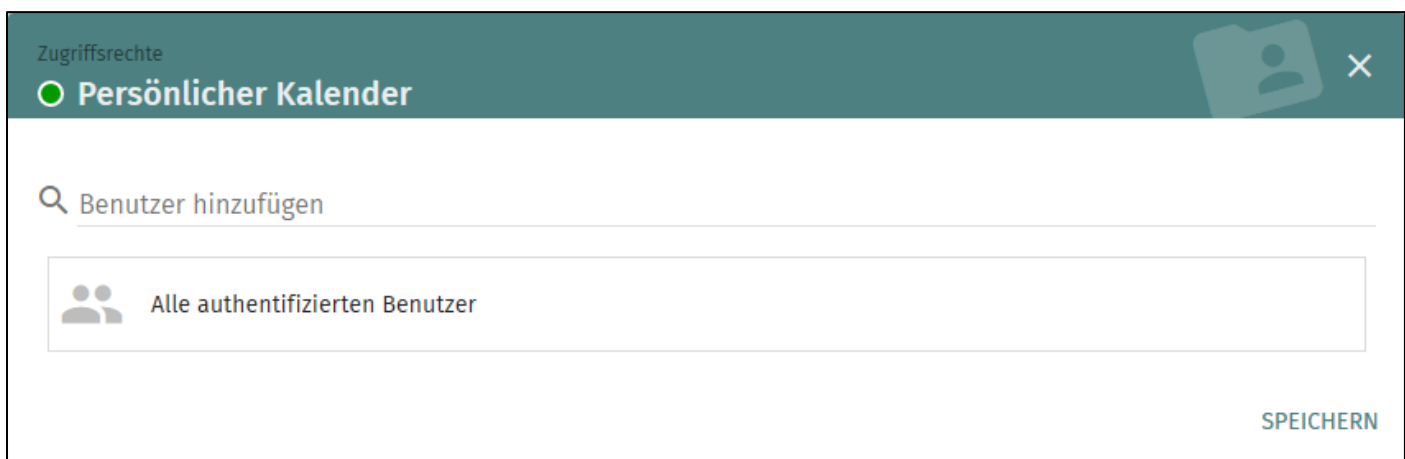 Zugriffsrechte
Persönlicher Kalender
Benutzer hinzufügen
Alle authentifizierten Benutzer
SPEICHERN